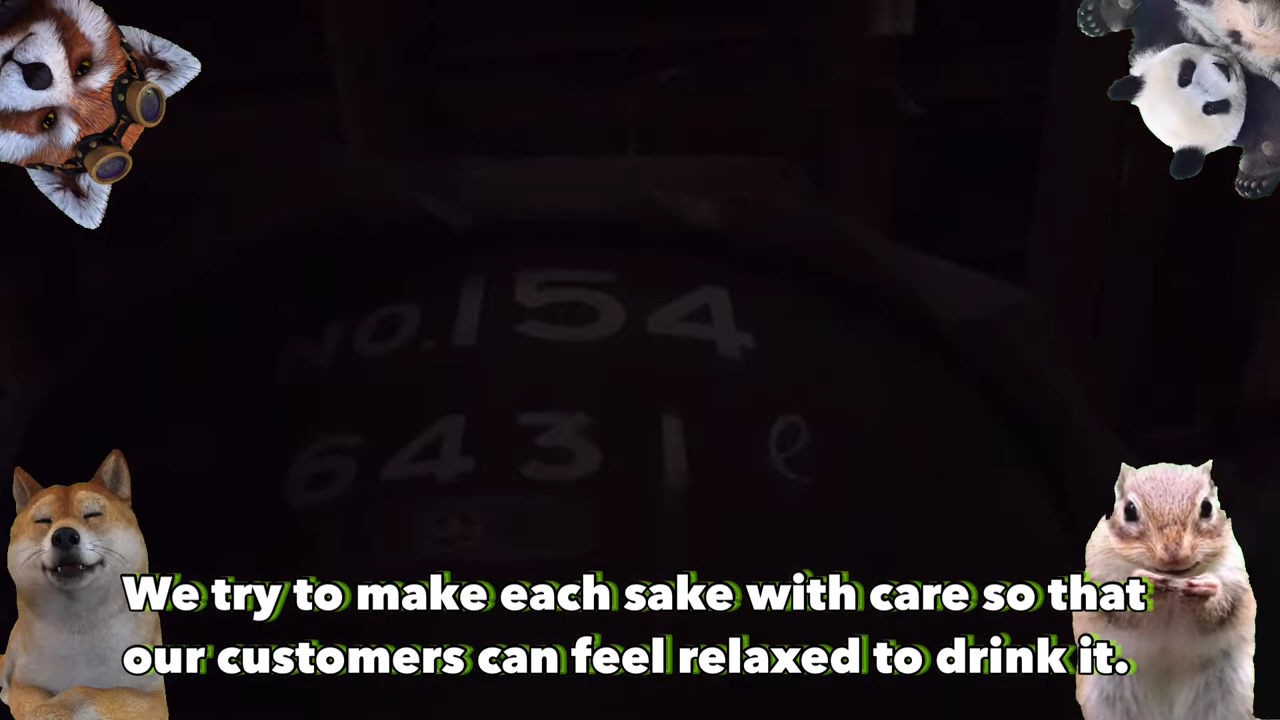 NO.154
6431 ℓ
We try to make each sake with care so that
our customers can feel relaxed to drink it.